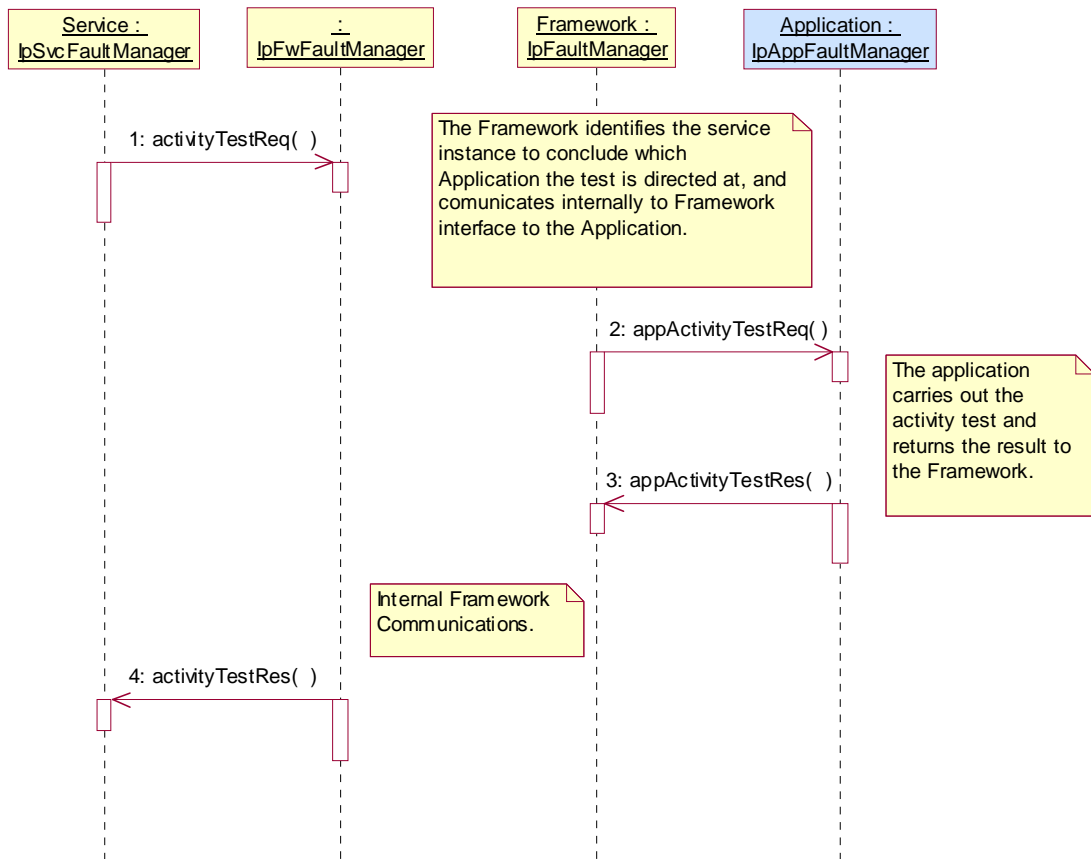 Service :
IpSvcFaultManager
:
IpFwFaultManager
Framework :
IpFaultManager
Application :
IpAppFaultManager
1: activityTestReq( )
The Framework identifies the service
instance to conclude which
Application the test is directed at, and
comunicates internally to Framework
interface to the Application.
2: appActivityTestReq( )
The application
carries out the
activity test and
returns the result to
the Framework.
3: appActivityTestRes( )
Internal Framework
Communications.
4: activityTestRes( )